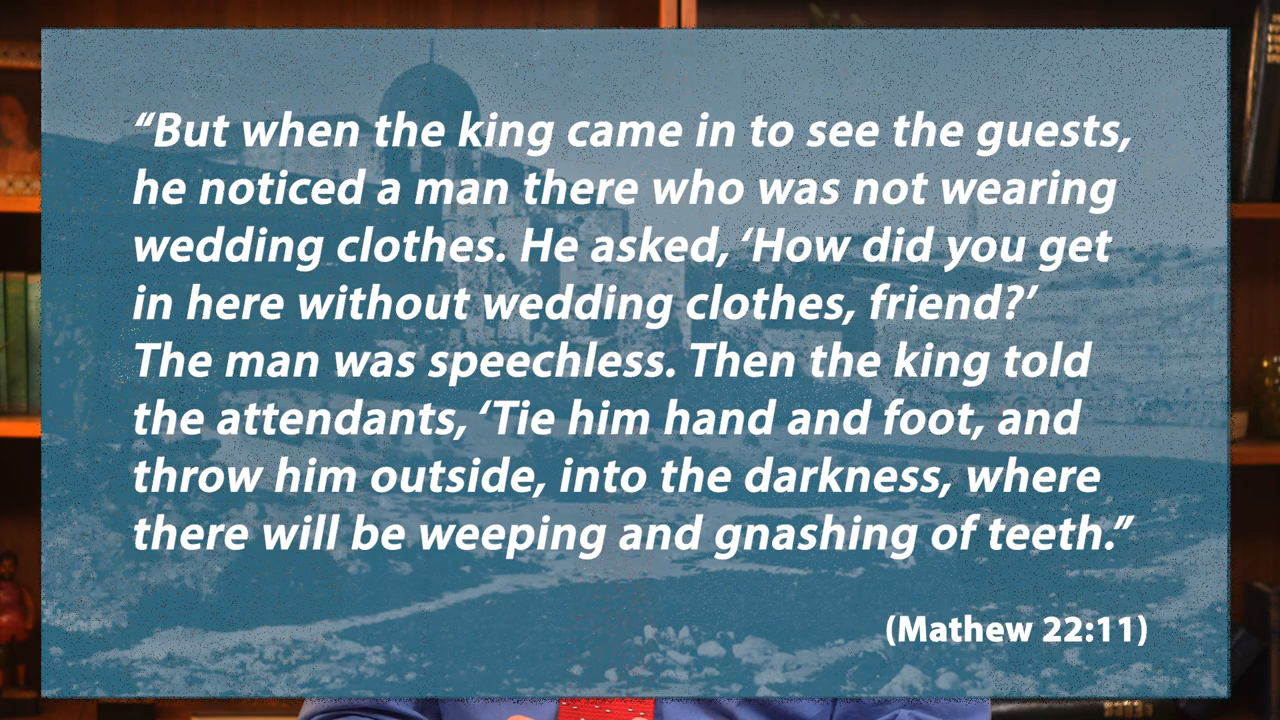 “But when the king came in to see the guests,
he noticed a man there who was not wearing
wedding clothes. He asked, ‘How did you get
in here without wedding clothes, friend?’
The man was speechless. Then the king told
the attendants, ‘Tie him hand and foot, and
throw him outside, into the darkness, where
there will be weeping and gnashing of teeth.”
(Mathew 22:11)